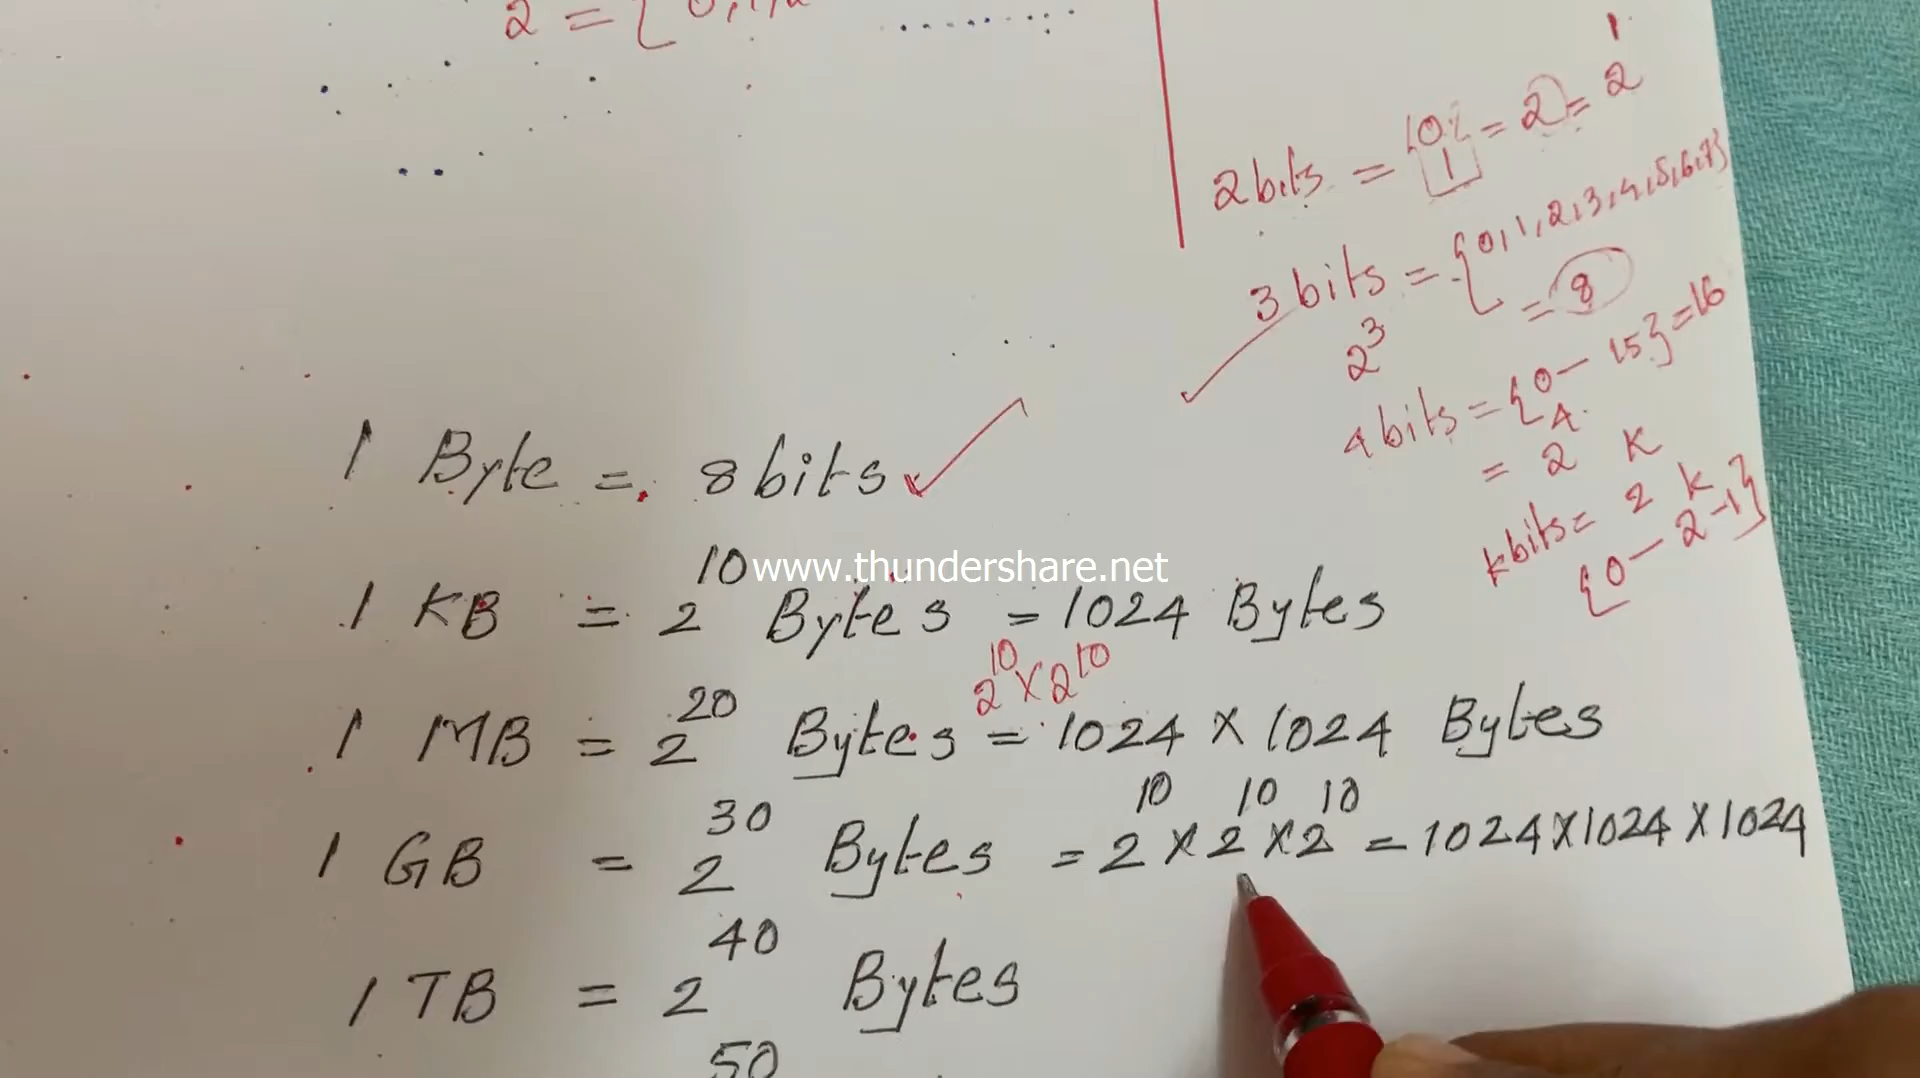 2 = {0,1,2
1
2 bits = {0, 1 = 2 = 2
3 bits = {0,1,2,3,4,5,6,7}
2^3 = 8
4 bits = {0 — 15} = 16
= 2^4
k bits = 2^K
{0 — 2^K-1}
1 Byte = 8 bits
1 KB = 2^10 Bytes = 1024 Bytes
2^10 × 2^10
1 MB = 2^20 Bytes = 1024 × 1024 Bytes
1 GB = 2^30 Bytes = 2^10 × 2^10 × 2^10 = 1024 × 1024 × 1024
1 TB = 2^40 Bytes
50
www.thundershare.net